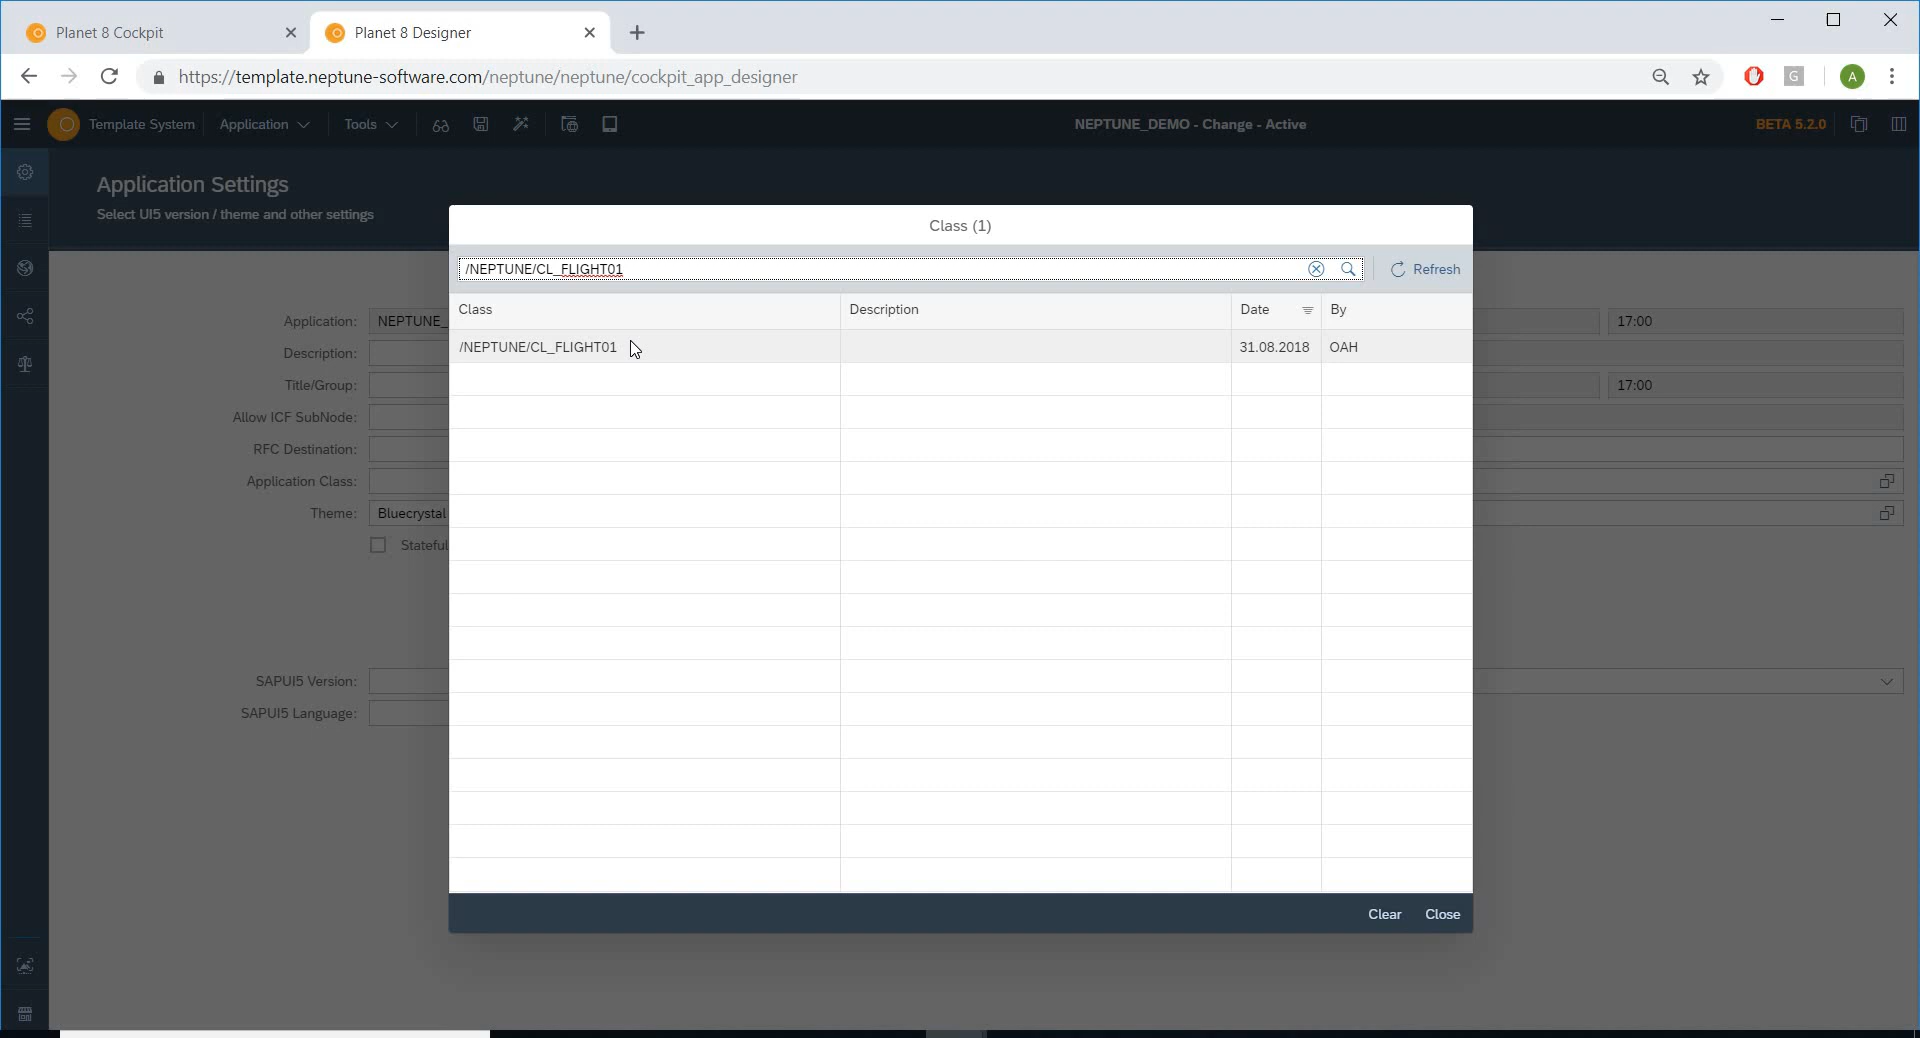 Planet 8 Cockpit
Planet 8 Designer
https://template.neptune-software.com/neptune/neptune/cockpit_app_designer
G
A
Template System
Application
Tools
NEPTUNE_DEMO - Change - Active
BETA 5.2.0
Application Settings
Select UI5 version / theme and other settings
Class (1)
/NEPTUNE/CL_FLIGHT01
Refresh
Class Description Date By
/NEPTUNE/CL_FLIGHT01 31.08.2018 OAH
Application: NEPTUNE_ 17:00
Description:
Title/Group: 17:00
Allow ICF SubNode:
RFC Destination:
Application Class:
Theme: Bluecrystal
Stateful
SAPUI5 Version:
SAPUI5 Language:
Clear Close